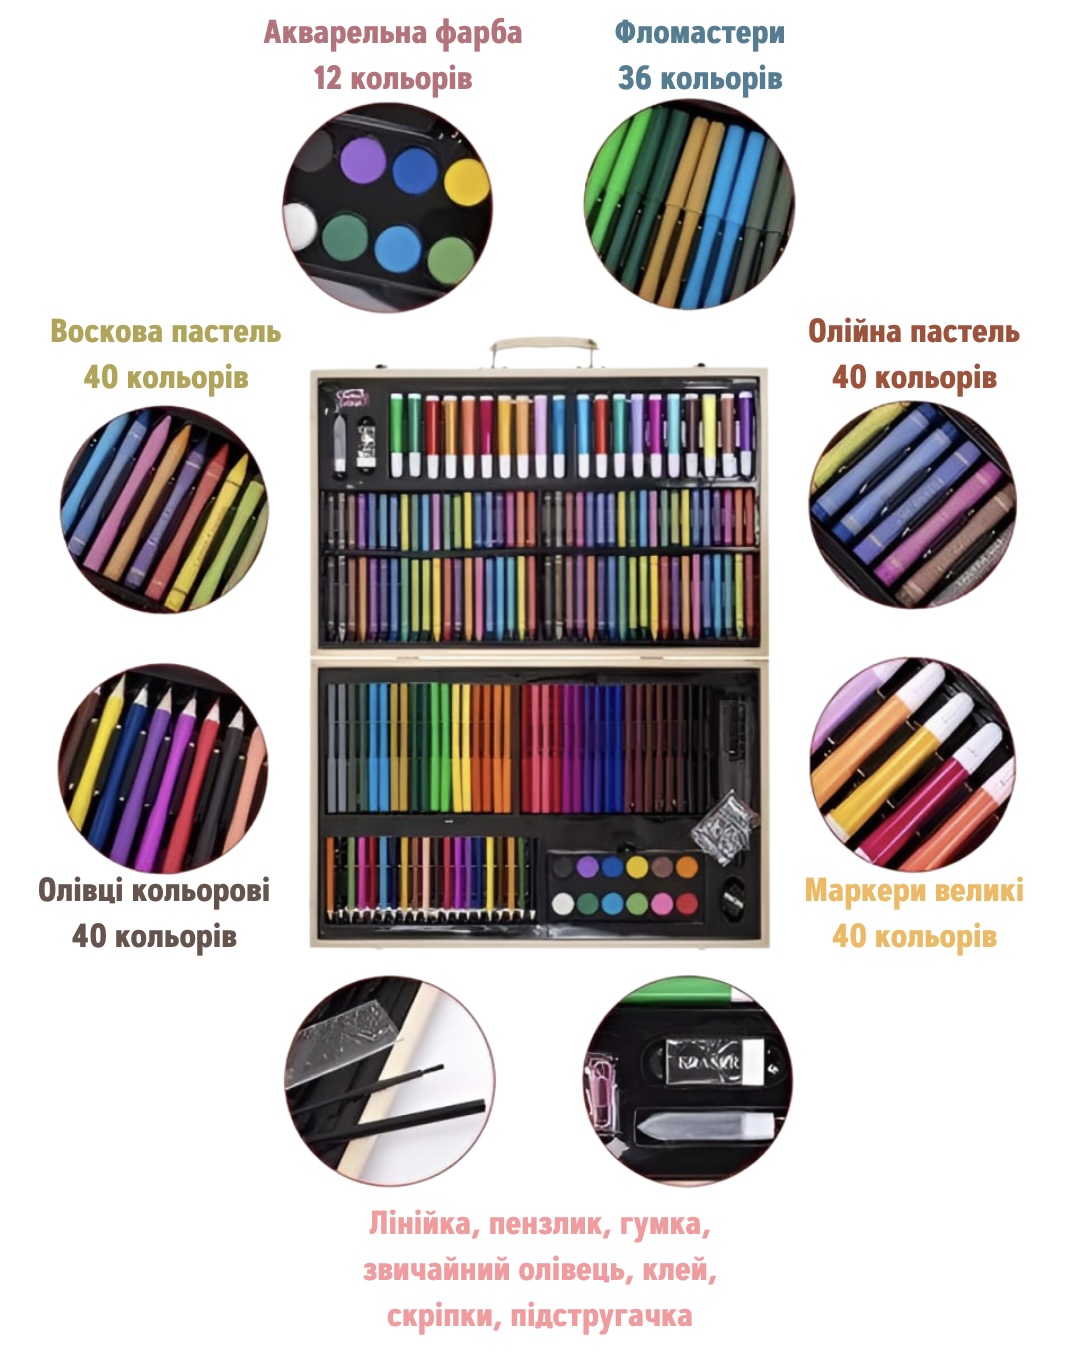 Акварельна фарба
12 кольорів
Фломастери
36 кольорів
Воскова пастель
40 кольорів
Олійна пастель
40 кольорів
Олівці кольорові
40 кольорів
Маркери великі
40 кольорів
ERASER
Лінійка, пензлик, гумка,
звичайний олівець, клей,
скріпки, підстругачка